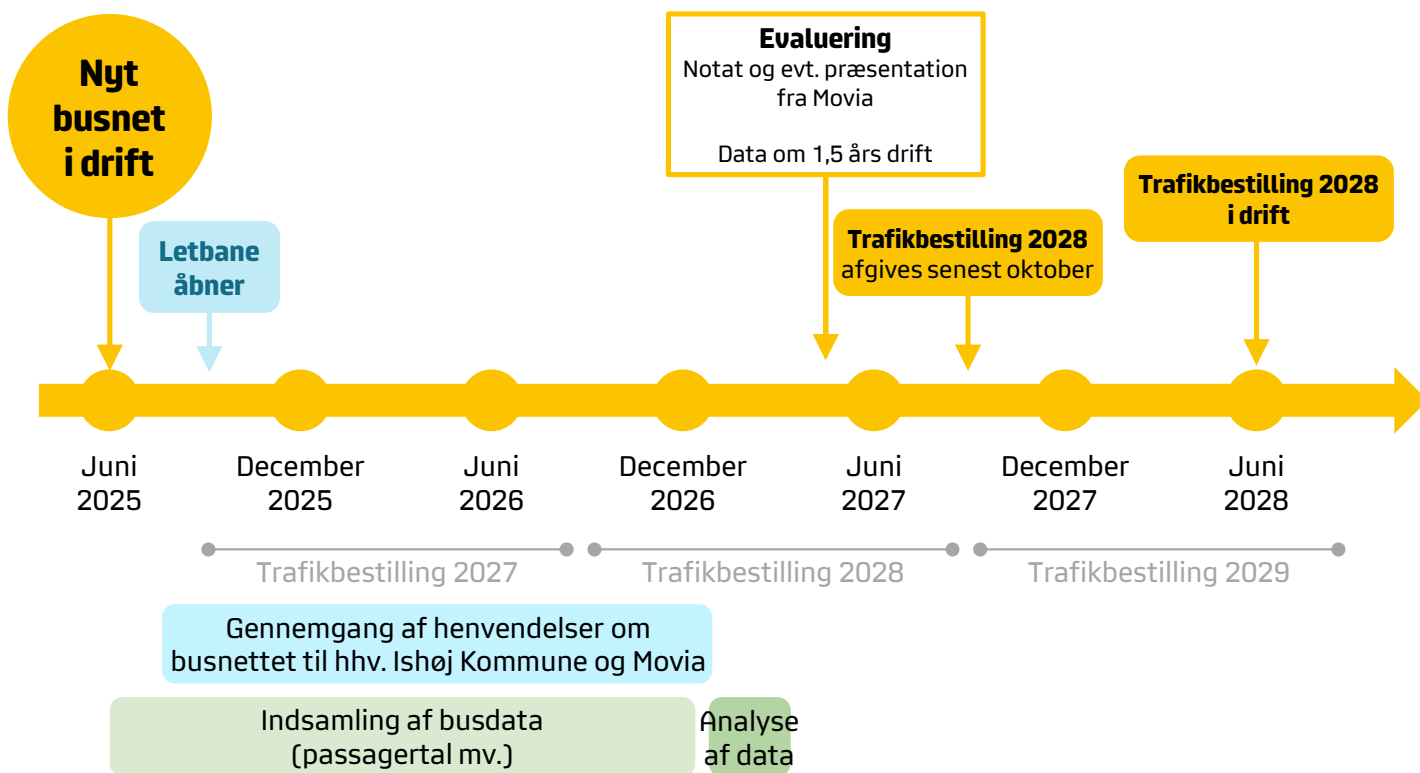 Nyt
busnet
i drift
Letbane
åbner
Evaluering
Notat og evt. præsentation
fra Movia
Data om 1,5 års drift
Trafikbestilling 2028
afgives senest oktober
Trafikbestilling 2028
i drift
Juni
2025
December
2025
Juni
2026
December
2026
Juni
2027
December
2027
Juni
2028
Trafikbestilling 2027
Trafikbestilling 2028
Trafikbestilling 2029
Gennemgang af henvendelser om
busnettet til hhv. Ishøj Kommune og Movia
Indsamling af busdata
(passagertal mv.)
Analyse
af data